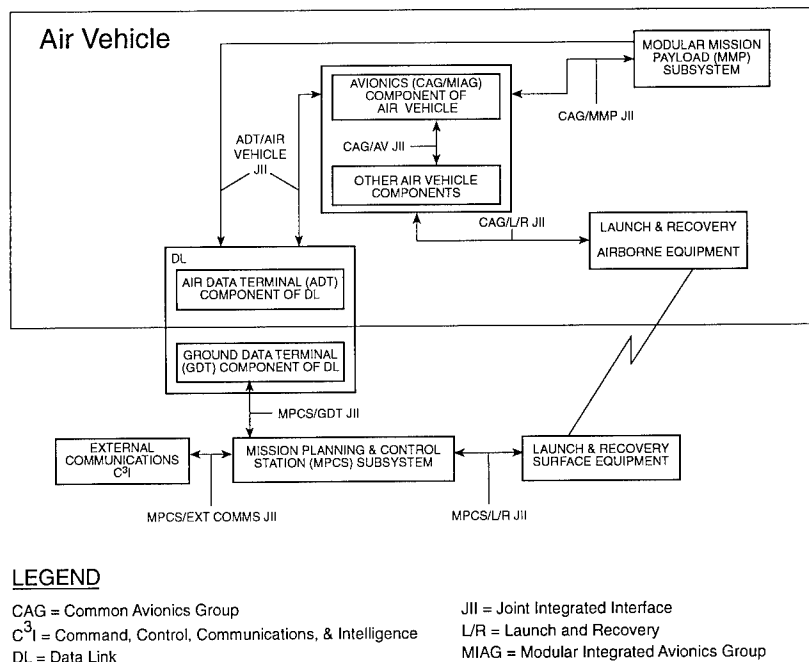 Air Vehicle
MODULAR MISSION
PAYLOAD (MMP)
SUBSYSTEM
AVIONICS (CAG/MIAG)
COMPONENT OF
AIR VEHICLE
CAG/MMP JII
ADT/AIR
VEHICLE
JII
CAG/AV JII
OTHER AIR VEHICLE
COMPONENTS
CAG/L/R JII
LAUNCH & RECOVERY
AIRBORNE EQUIPMENT
DL
AIR DATA TERMINAL (ADT)
COMPONENT OF DL
GROUND DATA TERMINAL
(GDT) COMPONENT OF DL
MPCS/GDT JII
EXTERNAL
COMMUNICATIONS
C³I
MISSION PLANNING & CONTROL
STATION (MPCS) SUBSYSTEM
LAUNCH & RECOVERY
SURFACE EQUIPMENT
MPCS/EXT COMMS JII
MPCS/L/R JII
LEGEND
CAG = Common Avionics Group
C³I = Command, Control, Communications, & Intelligence
DL = Data Link
JII = Joint Integrated Interface
L/R = Launch and Recovery
MIAG = Modular Integrated Avionics Group